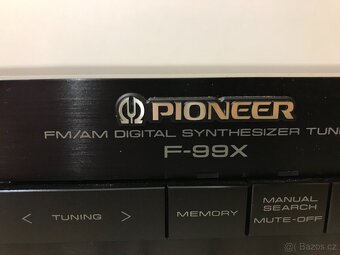 PIONEER
FM/AM DIGITAL SYNTHESIZER TUN
F-99X
< TUNING >
MEMORY
MANUAL
SEARCH
MUTE-OFF
Bazos.cz